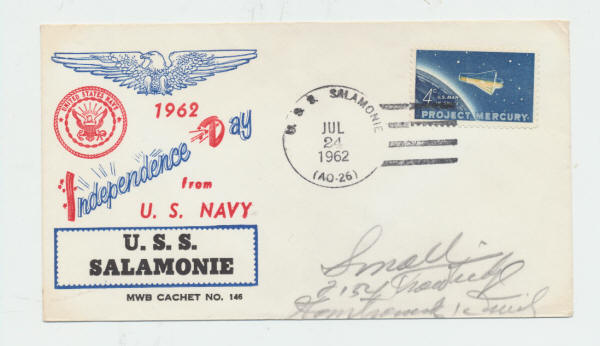 UNITED STATES NAVY
1962
Independence Day
from
U. S. NAVY
U. S. S.
SALAMONIE
MWB CACHET NO. 146
U. S. S. SALAMONIE
JUL
24
1962
(AO-26)
4¢
U.S. MAN
IN SPACE
PROJECT MERCURY
Small